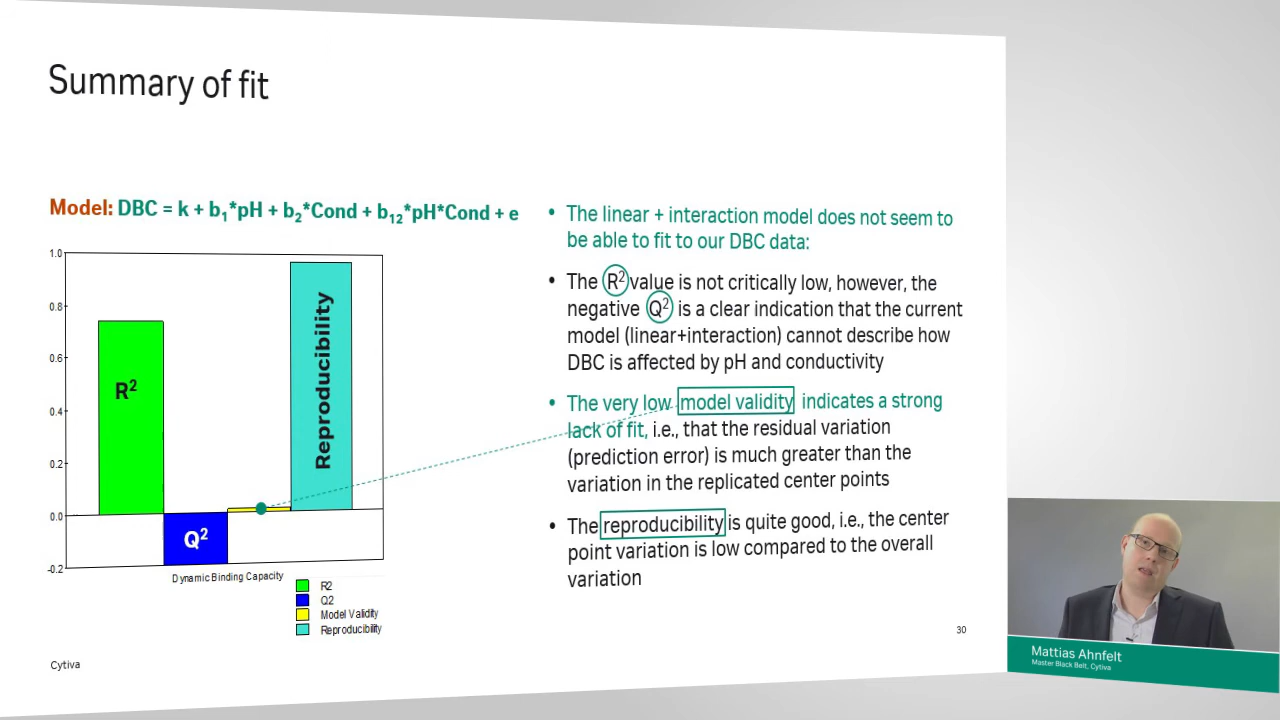 Summary of fit
Model: DBC = k + b₁*pH + b₂*Cond + b₁₂*pH*Cond + e
1.0
0.8
0.6
0.4
0.2
0.0
-0.2
R²
Q²
Reproducibility
Dynamic Binding Capacity
R2
Q2
Model Validity
Reproducibility
• The linear + interaction model does not seem to
be able to fit to our DBC data:
• The R² value is not critically low, however, the
negative Q² is a clear indication that the current
model (linear+interaction) cannot describe how
DBC is affected by pH and conductivity
• The very low model validity indicates a strong
lack of fit, i.e., that the residual variation
(prediction error) is much greater than the
variation in the replicated center points
• The reproducibility is quite good, i.e., the center
point variation is low compared to the overall
variation
30
Cytiva
Mattias Ahnfelt
Master Black Belt, Cytiva